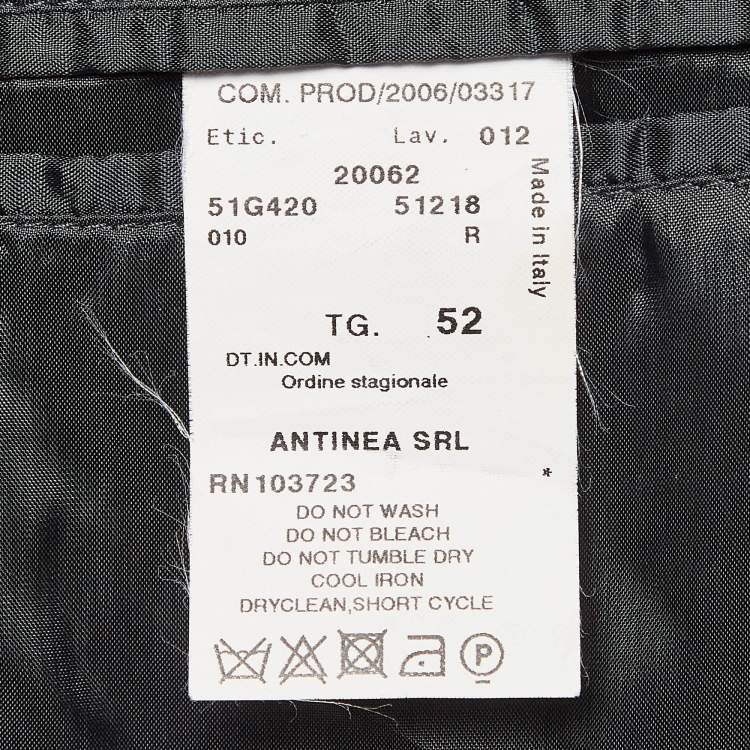 COM. PROD/2006/03317
Etic. Lav. 012
20062
51G420 51218
010 R
Made in Italy
TG. 52
DT.IN.COM
Ordine stagionale
ANTINEA SRL
*
RN103723
DO NOT WASH
DO NOT BLEACH
DO NOT TUMBLE DRY
COOL IRON
DRYCLEAN,SHORT CYCLE
P